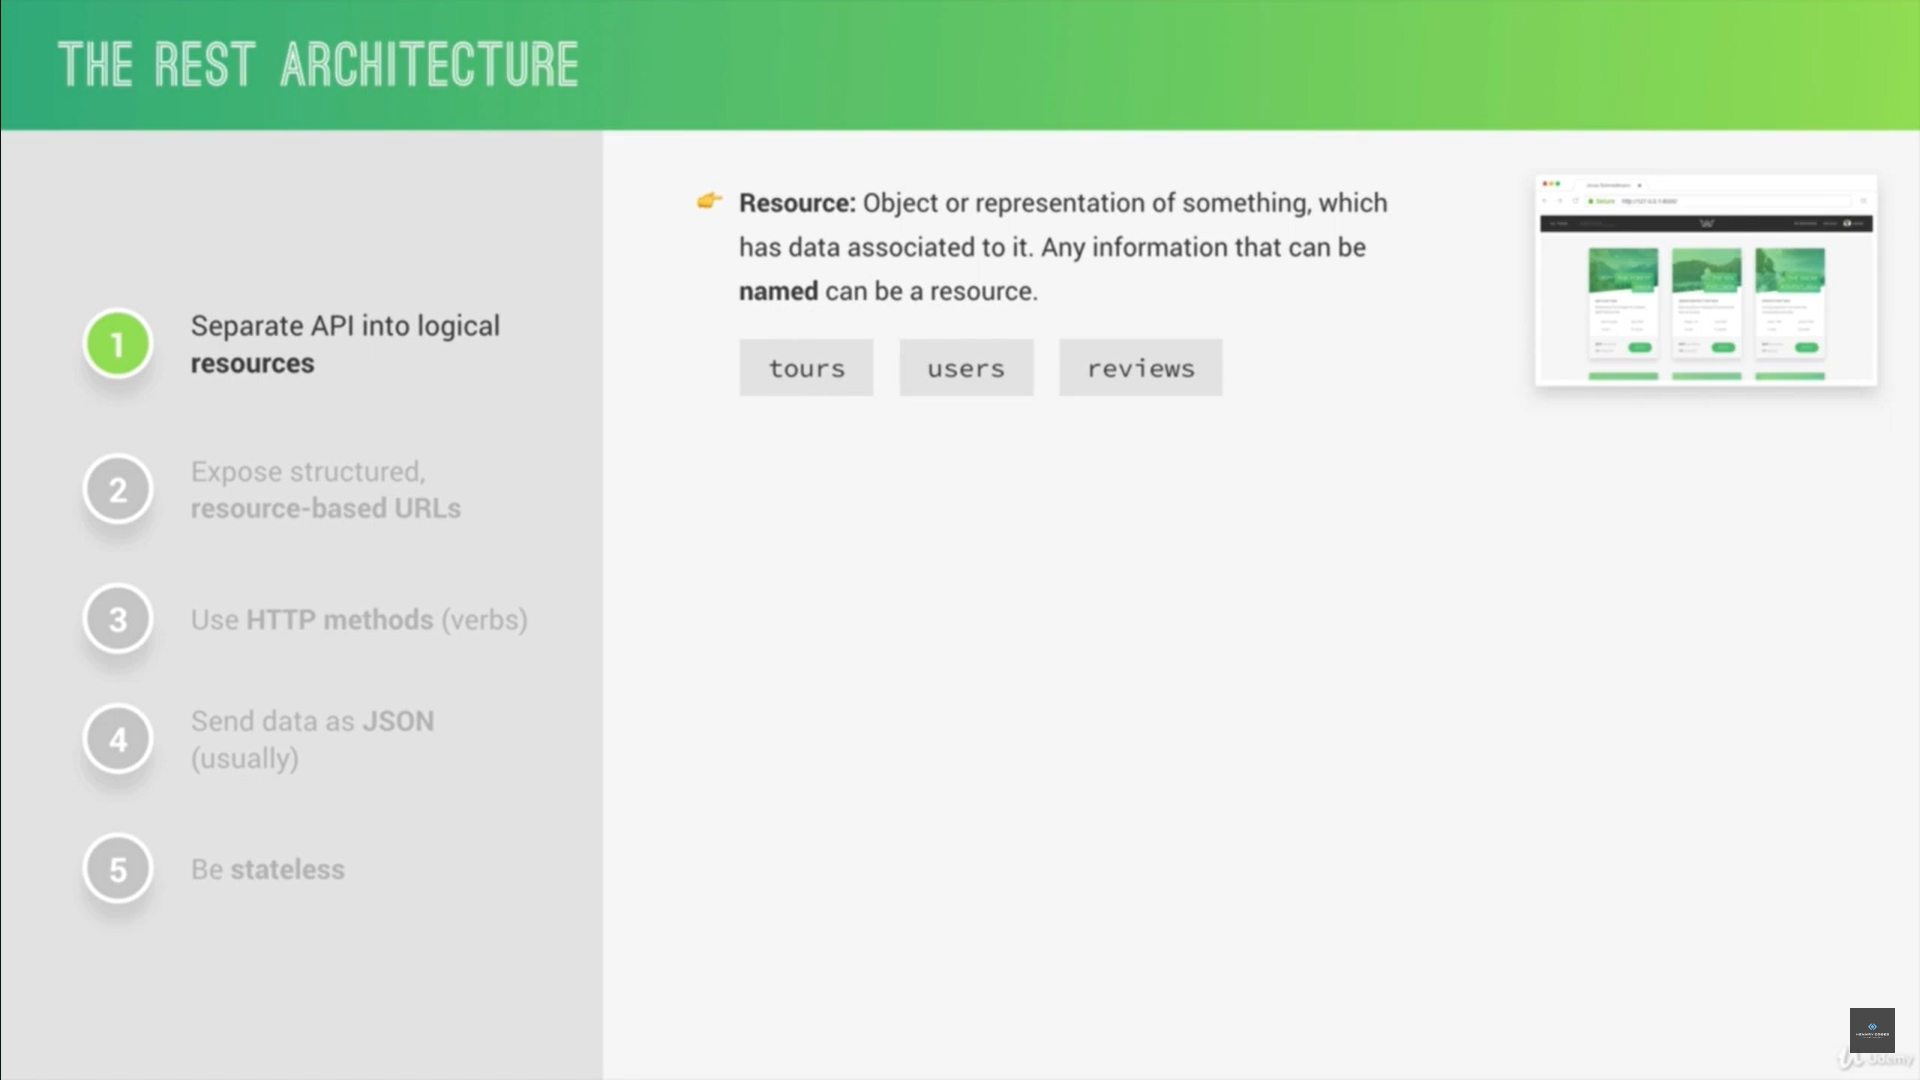 THE REST ARCHITECTURE
1
Separate API into logical
resources
2
Expose structured,
resource-based URLs
3
Use HTTP methods (verbs)
4
Send data as JSON
(usually)
5
Be stateless
Resource: Object or representation of something, which
has data associated to it. Any information that can be
named can be a resource.
tours
users
reviews
Secure
Udemy